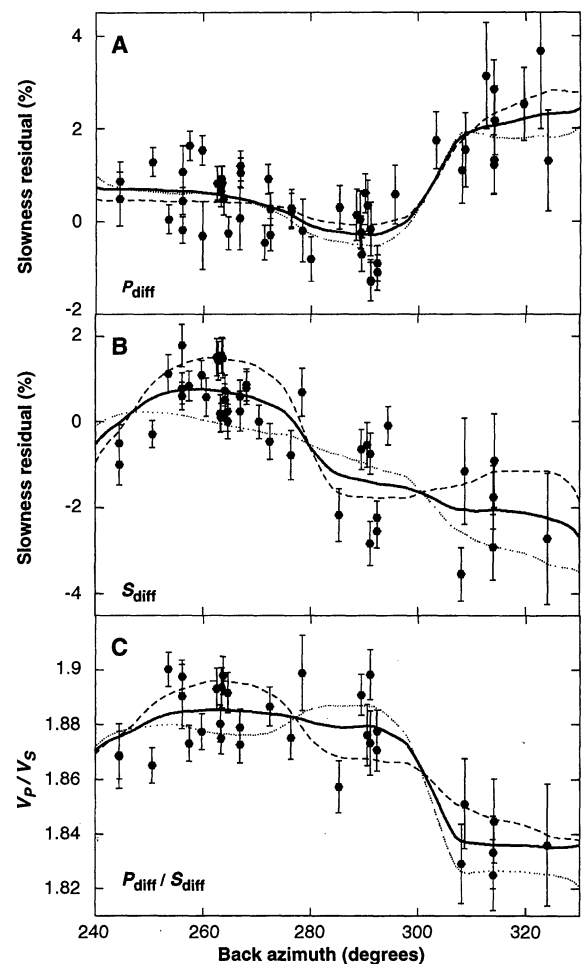 A
4
2
0
-2
Slowness residual (%)
Pdiff
B
2
0
-2
-4
Slowness residual (%)
Sdiff
C
1.9
1.88
1.86
1.84
1.82
VP/VS
Pdiff / Sdiff
240 260 280 300 320
Back azimuth (degrees)